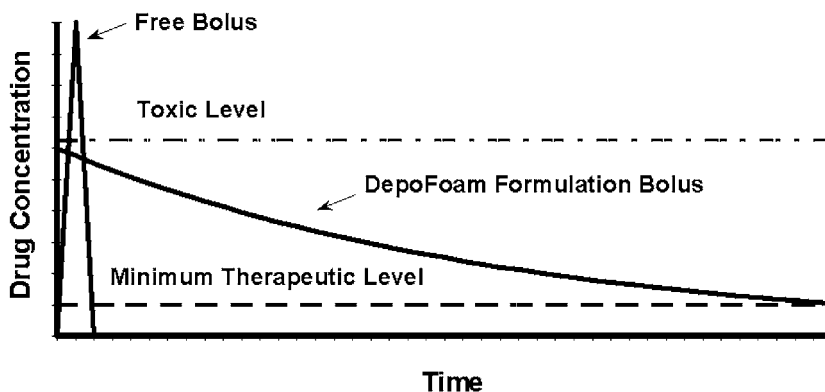 Free Bolus
Toxic Level
DepoFoam Formulation Bolus
Minimum Therapeutic Level
Drug Concentration
Time